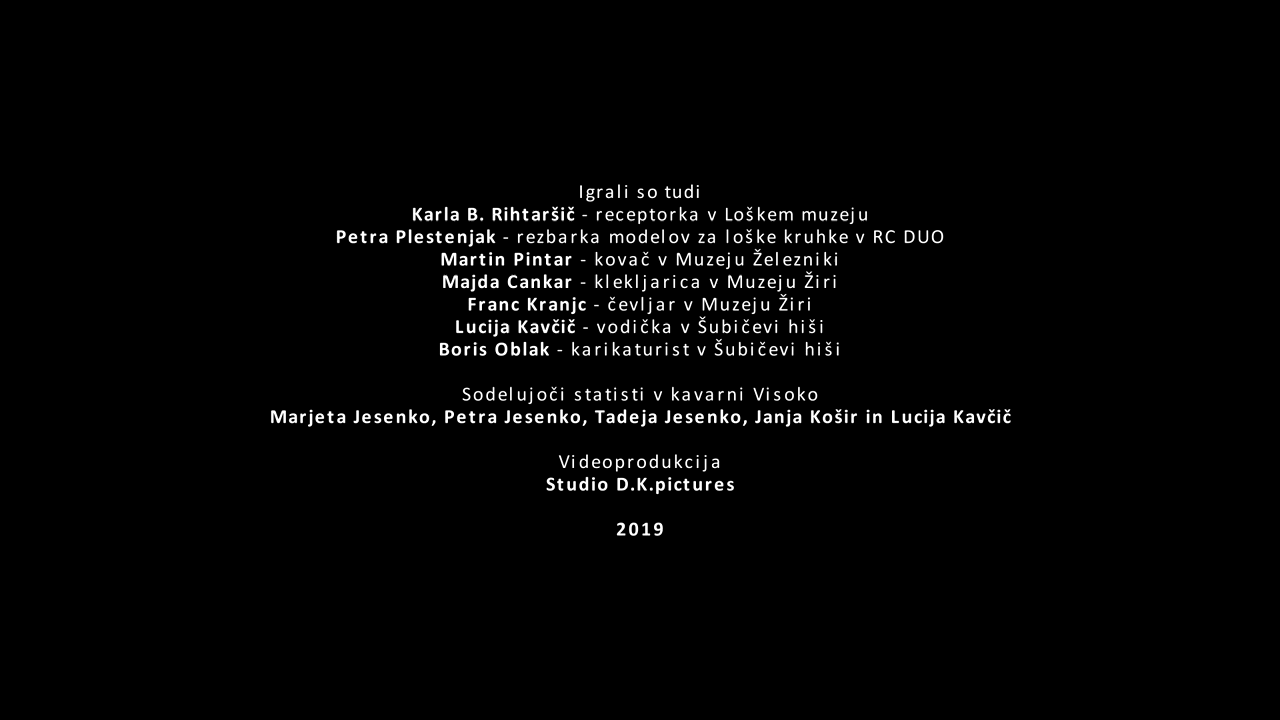 Igrali so tudi
Karla B. Rihtaršič - receptorka v Loškem muzeju
Petra Plestenjak - rezbarka modelov za loške kruhke v RC DUO
Martin Pintar - kovač v Muzeju Železniki
Majda Cankar - klekljarica v Muzeju Žiri
Franc Kranjc - čevljar v Muzeju Žiri
Lucija Kavčič - vodička v Šubičevi hiši
Boris Oblak - karikaturist v Šubičevi hiši
Sodelujoči statisti v kavarni Visoko
Marjeta Jesenko, Petra Jesenko, Tadeja Jesenko, Janja Košir in Lucija Kavčič
Videoprodukcija
Studio D.K.pictures
2019